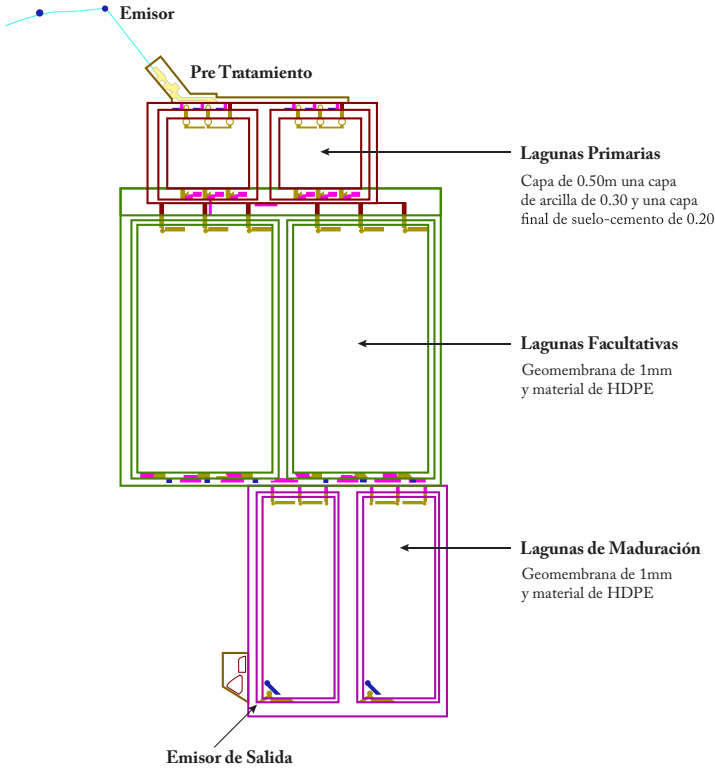 Emisor
Pre Tratamiento
Lagunas Primarias
Capa de 0.50m una capa
de arcilla de 0.30 y una capa
final de suelo-cemento de 0.20
Lagunas Facultativas
Geomembrana de 1mm
y material de HDPE
Lagunas de Maduración
Geomembrana de 1mm
y material de HDPE
Emisor de Salida